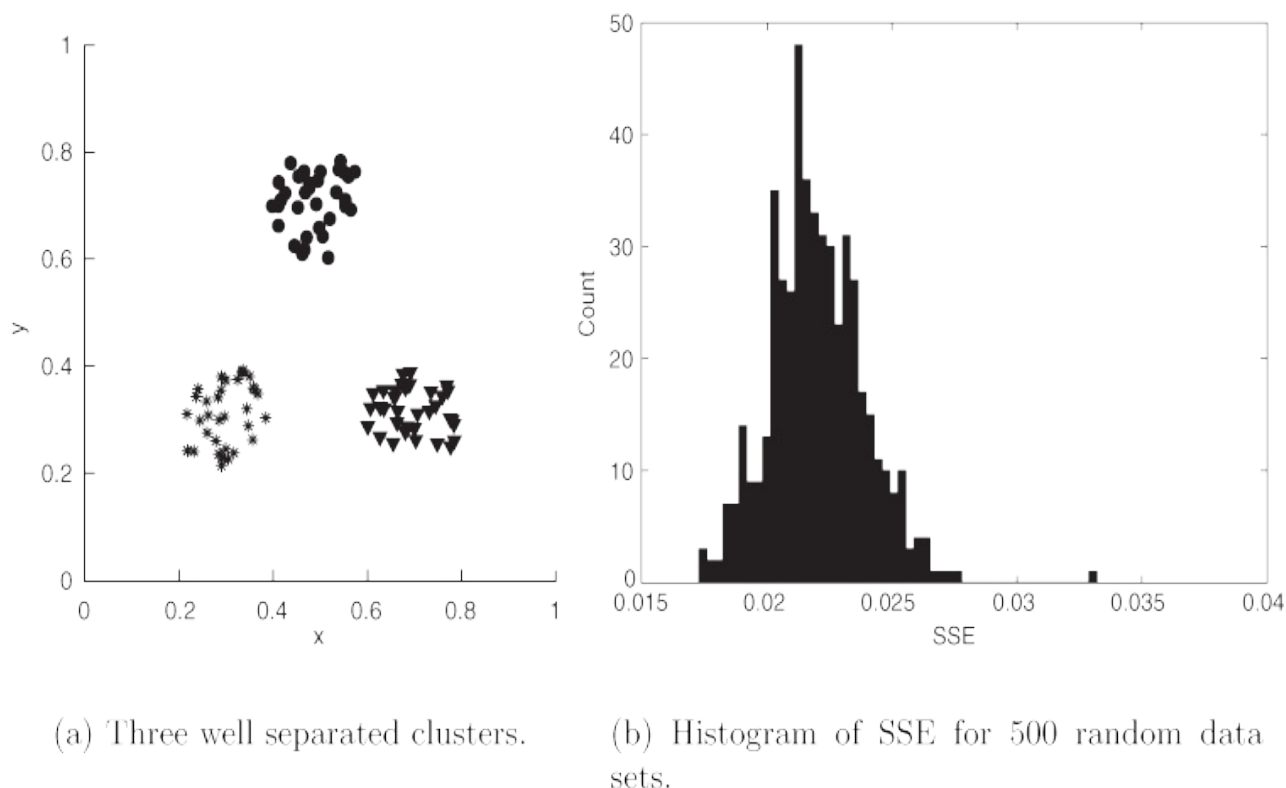 1
0.8
0.6
y
0.4
0.2
0
0 0.2 0.4 0.6 0.8 1
x
50
40
30
Count
20
10
0
0.015 0.02 0.025 0.03 0.035 0.04
SSE
(a) Three well separated clusters.
(b) Histogram of SSE for 500 random data
sets.